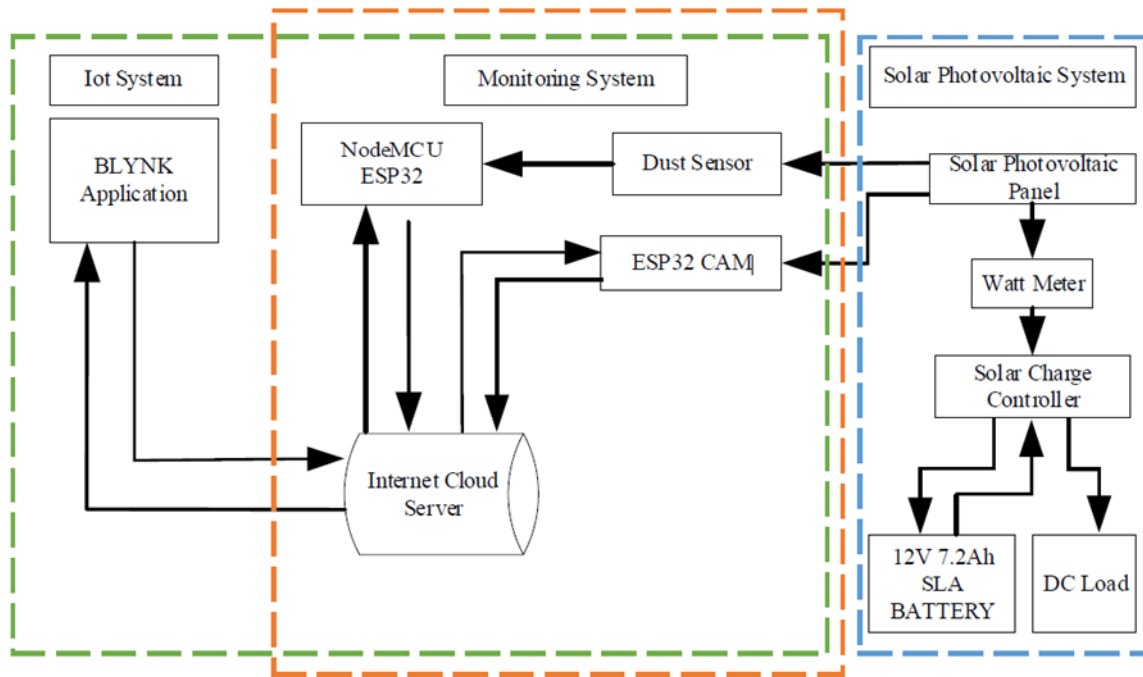 Iot System
BLYNK
Application
Monitoring System
NodeMCU
ESP32
Dust Sensor
ESP32 CAM
Internet Cloud
Server
Solar Photovoltaic System
Solar Photovoltaic
Panel
Watt Meter
Solar Charge
Controller
12V 7.2Ah
SLA
BATTERY
DC Load